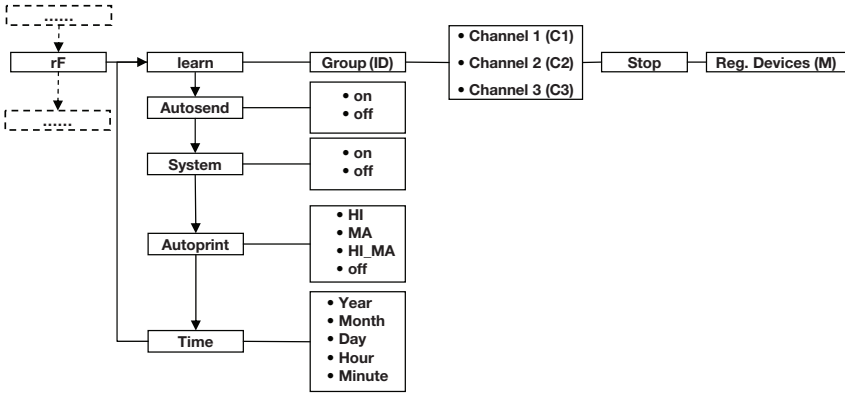 ......
rF
......
learn
Group (ID)
• Channel 1 (C1)
• Channel 2 (C2)
• Channel 3 (C3)
Stop
Reg. Devices (M)
Autosend
• on
• off
System
• on
• off
Autoprint
• HI
• MA
• HI_MA
• off
Time
• Year
• Month
• Day
• Hour
• Minute